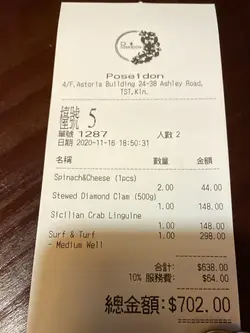 Poseidon
4/F, Astoria Building 24-38 Ashley Road,
TST, Kln.
檯號 5
單號 1287 人數 2
日期 2020-11-16 18:50:31
名稱 數量 金額
Spinach&Cheese (1pcs)
2.00 44.00
Stewed Diamond Clam (500g)
1.00 148.00
Sicilian Crab Linguine
1.00 148.00
Surf & Turf 1.00 298.00
- Medium Well
合計: $638.00
10% 服務費: $64.00
總金額: $702.00